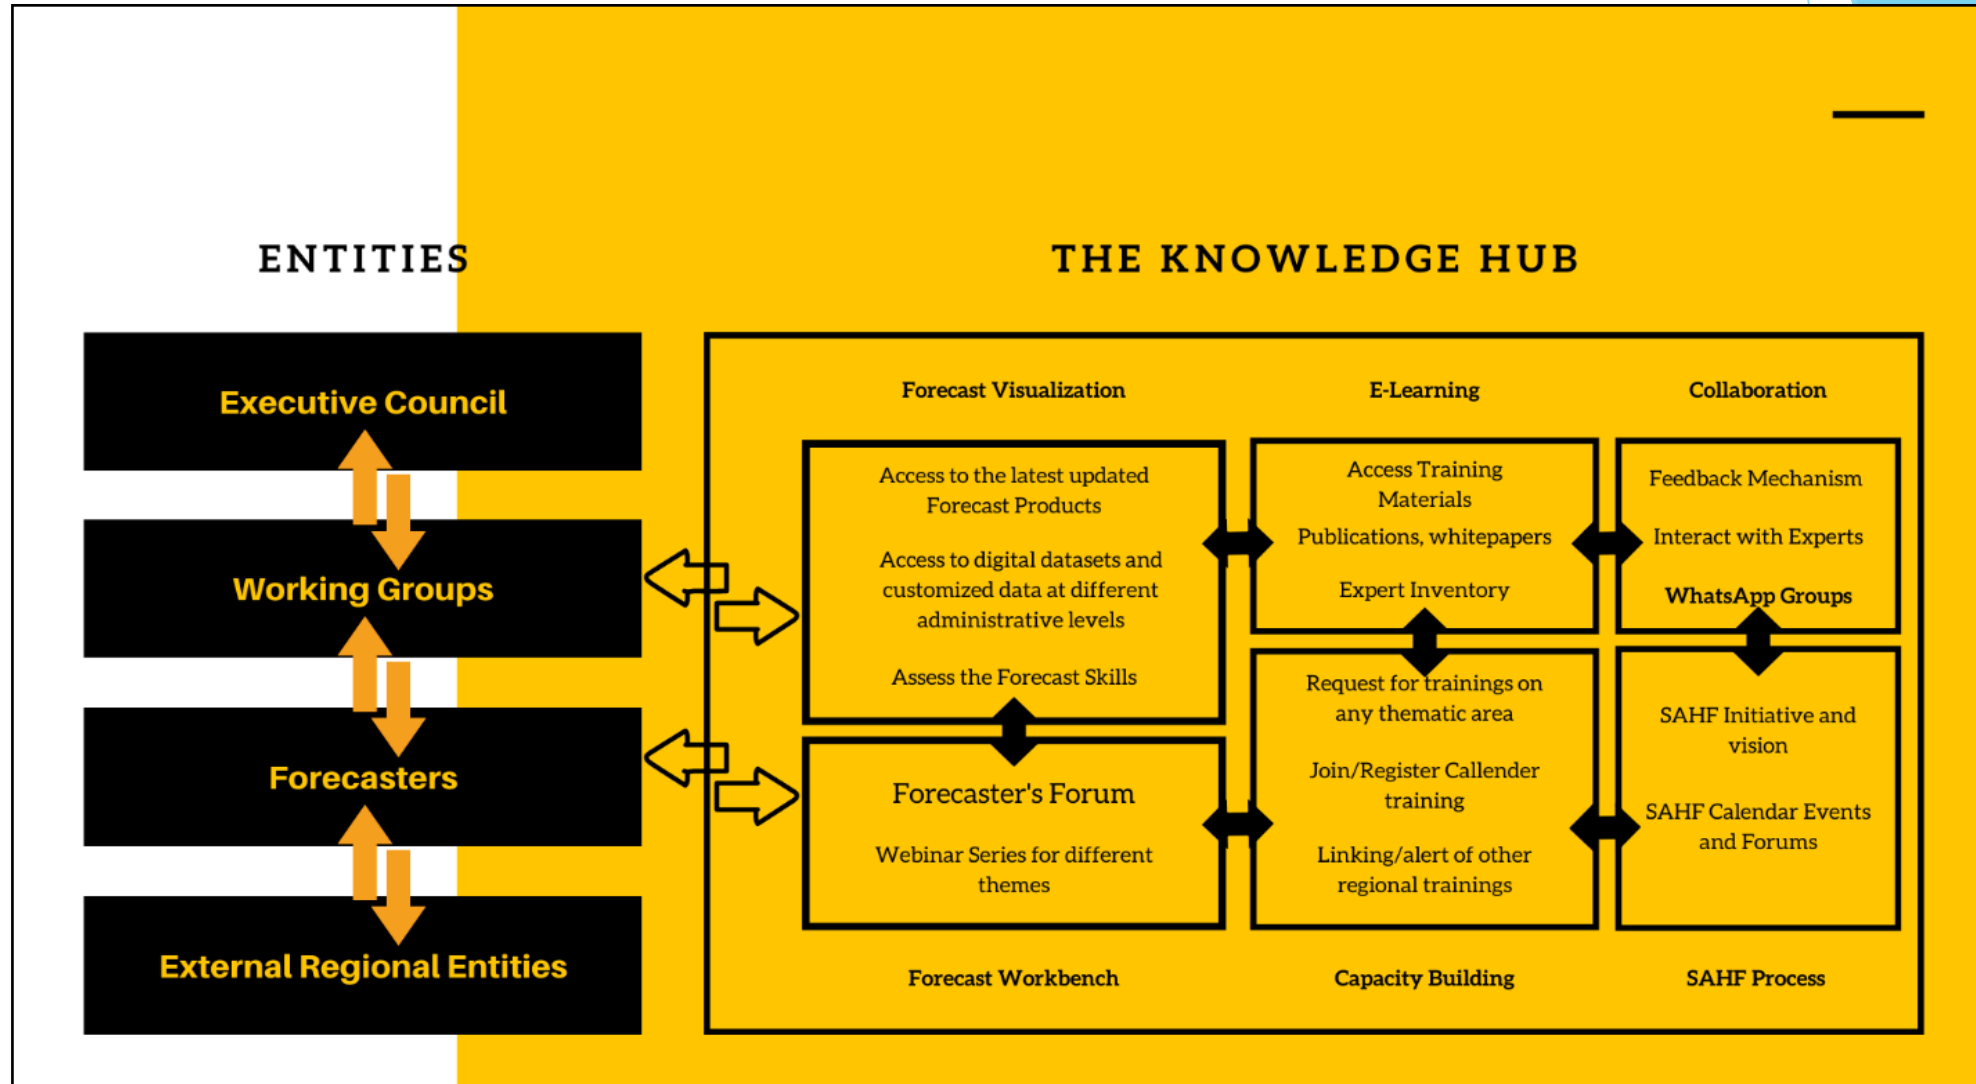 ENTITIES
THE KNOWLEDGE HUB
Executive Council
Working Groups
Forecasters
External Regional Entities
Forecast Visualization
Access to the latest updated
Forecast Products
Access to digital datasets and
customized data at different
administrative levels
Assess the Forecast Skills
E-Learning
Access Training
Materials
Publications, whitepapers
Expert Inventory
Collaboration
Feedback Mechanism
Interact with Experts
WhatsApp Groups
Forecaster's Forum
Webinar Series for different
themes
Forecast Workbench
Request for trainings on
any thematic area
Join/Register Callender
training
Linking/alert of other
regional trainings
Capacity Building
SAHF Initiative and
vision
SAHF Calendar Events
and Forums
SAHF Process